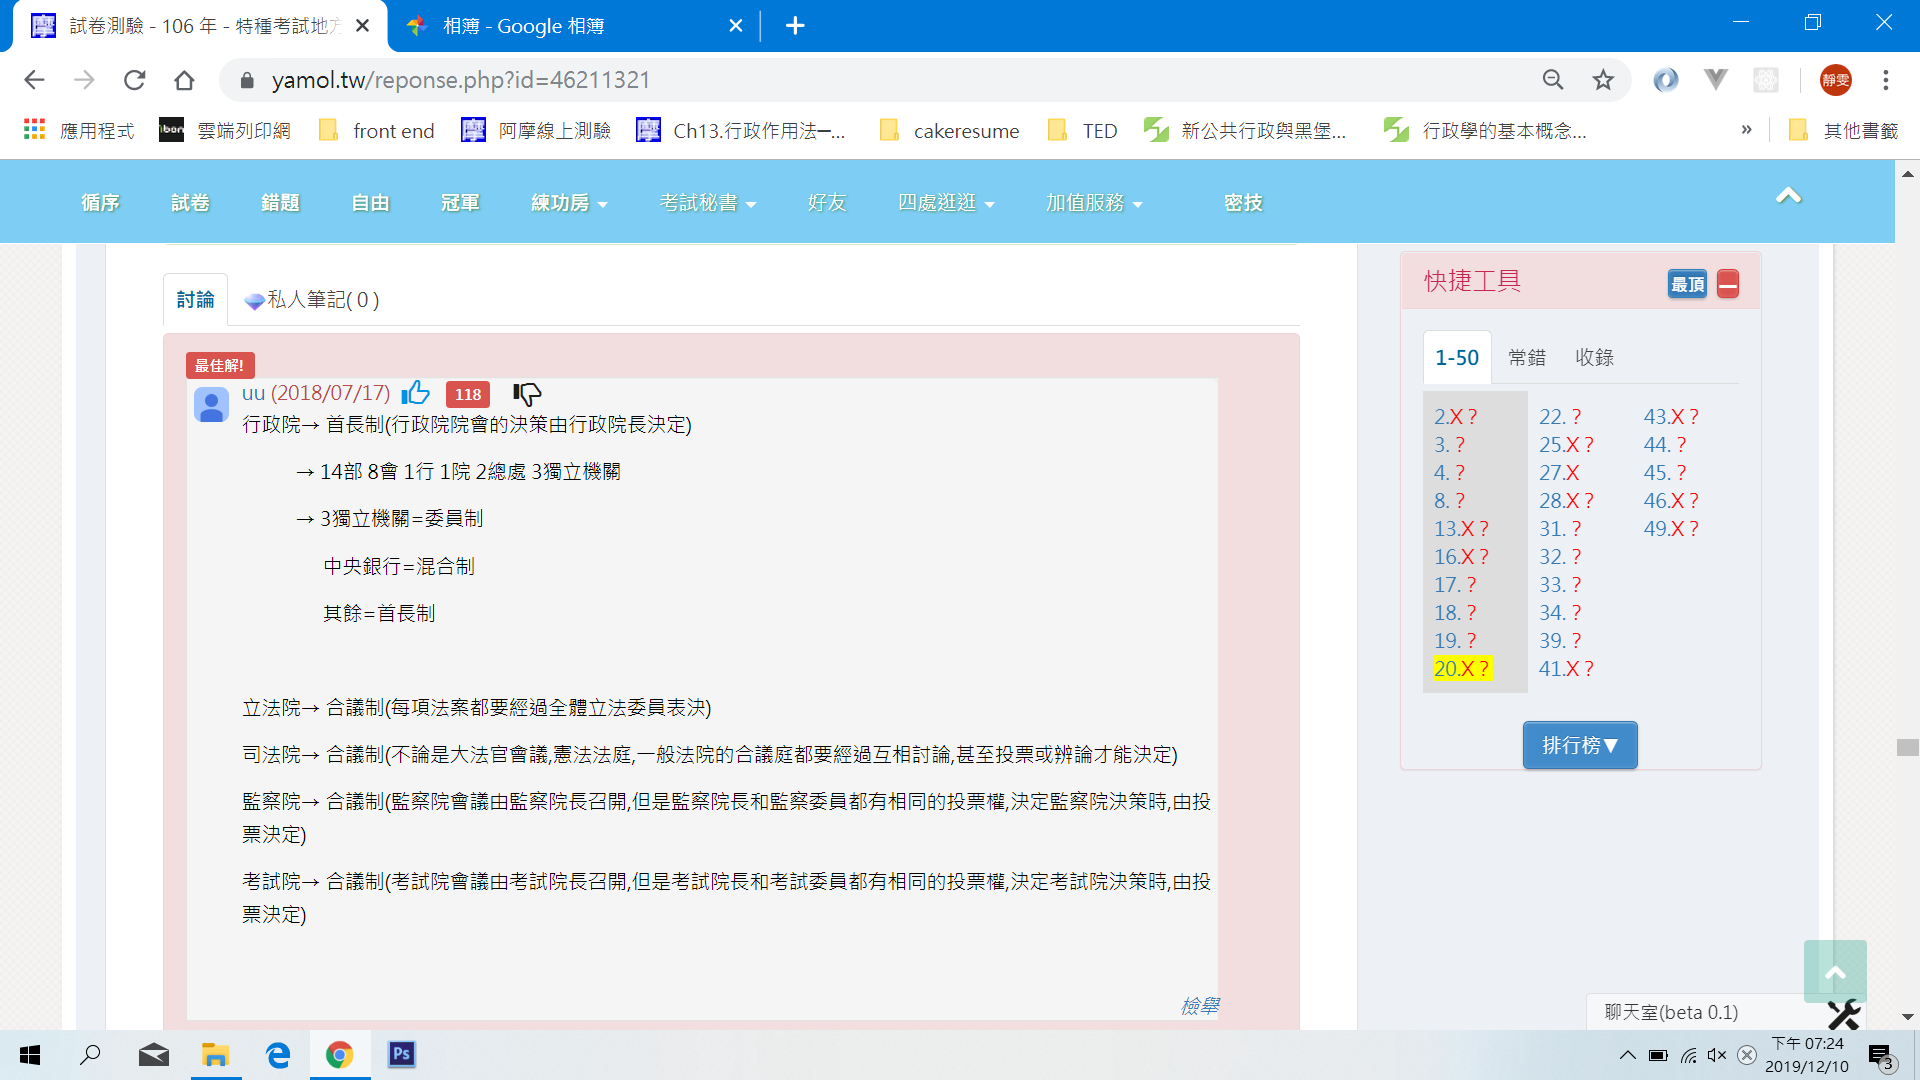 試卷測驗 - 106 年 - 特種考試地方
相簿 - Google 相簿
yamol.tw/reponse.php?id=46211321
靜雯
應用程式
ibon
雲端列印網
front end
摩
阿摩線上測驗
摩
Ch13.行政作用法─...
cakeresume
TED
新公共行政與黑堡...
行政學的基本概念...
»
其他書籤
循序
試卷
錯題
自由
冠軍
練功房
考試秘書
好友
四處逛逛
加值服務
密技
討論
私人筆記( 0 )
最佳解!
uu (2018/07/17)
118
行政院→ 首長制(行政院院會的決策由行政院長決定)
→ 14部 8會 1行 1院 2總處 3獨立機關
→ 3獨立機關=委員制
中央銀行=混合制
其餘=首長制
立法院→ 合議制(每項法案都要經過全體立法委員表決)
司法院→ 合議制(不論是大法官會議,憲法法庭,一般法院的合議庭都要經過互相討論,甚至投票或辨論才能決定)
監察院→ 合議制(監察院會議由監察院長召開,但是監察院長和監察委員都有相同的投票權,決定監察院決策時,由投
票決定)
考試院→ 合議制(考試院會議由考試院長召開,但是考試院長和考試委員都有相同的投票權,決定考試院決策時,由投
票決定)
檢舉
快捷工具
最頂
1-50
常錯
收錄
2.X ?
3. ?
4. ?
8. ?
13.X ?
16.X ?
17. ?
18. ?
19. ?
20.X ?
22. ?
25.X ?
27.X
28.X ?
31. ?
32. ?
33. ?
34. ?
39. ?
41.X ?
43.X ?
44. ?
45. ?
46.X ?
49.X ?
排行榜▼
聊天室(beta 0.1)
Ps
下午 07:24
2019/12/10
3